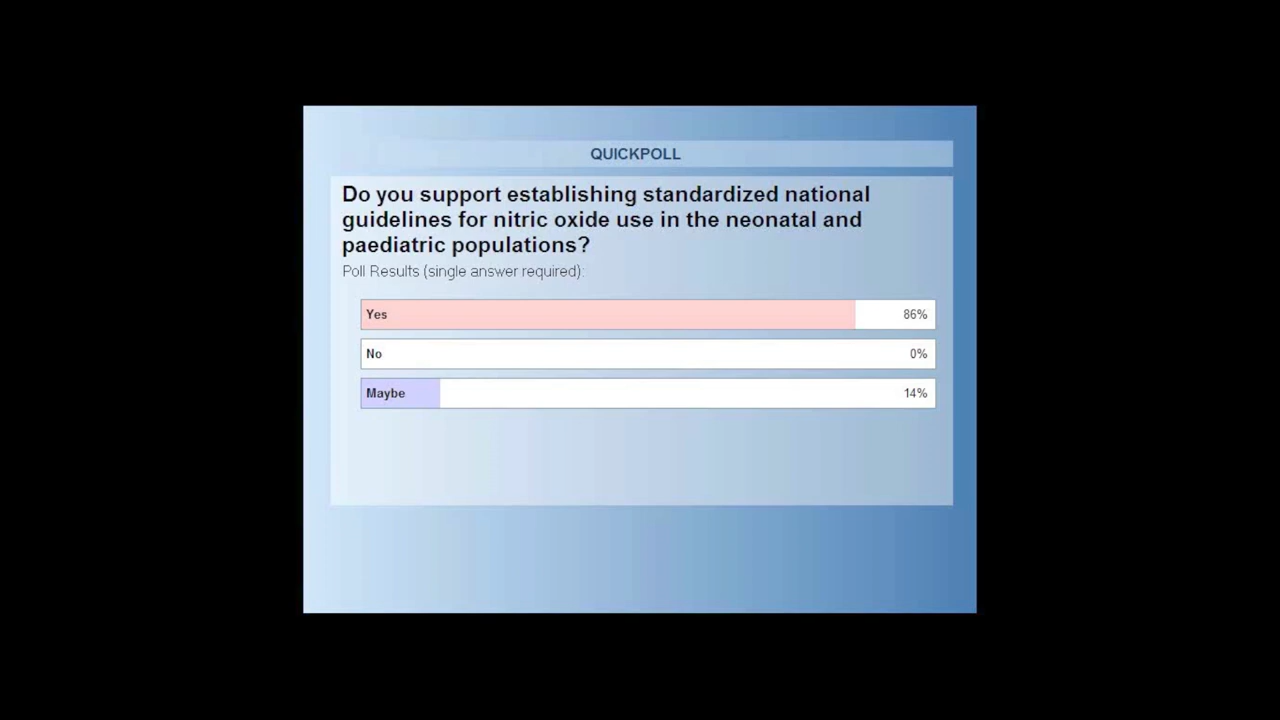 QUICKPOLL
Do you support establishing standardized national
guidelines for nitric oxide use in the neonatal and
paediatric populations?
Poll Results (single answer required):
Yes 86%
No 0%
Maybe 14%